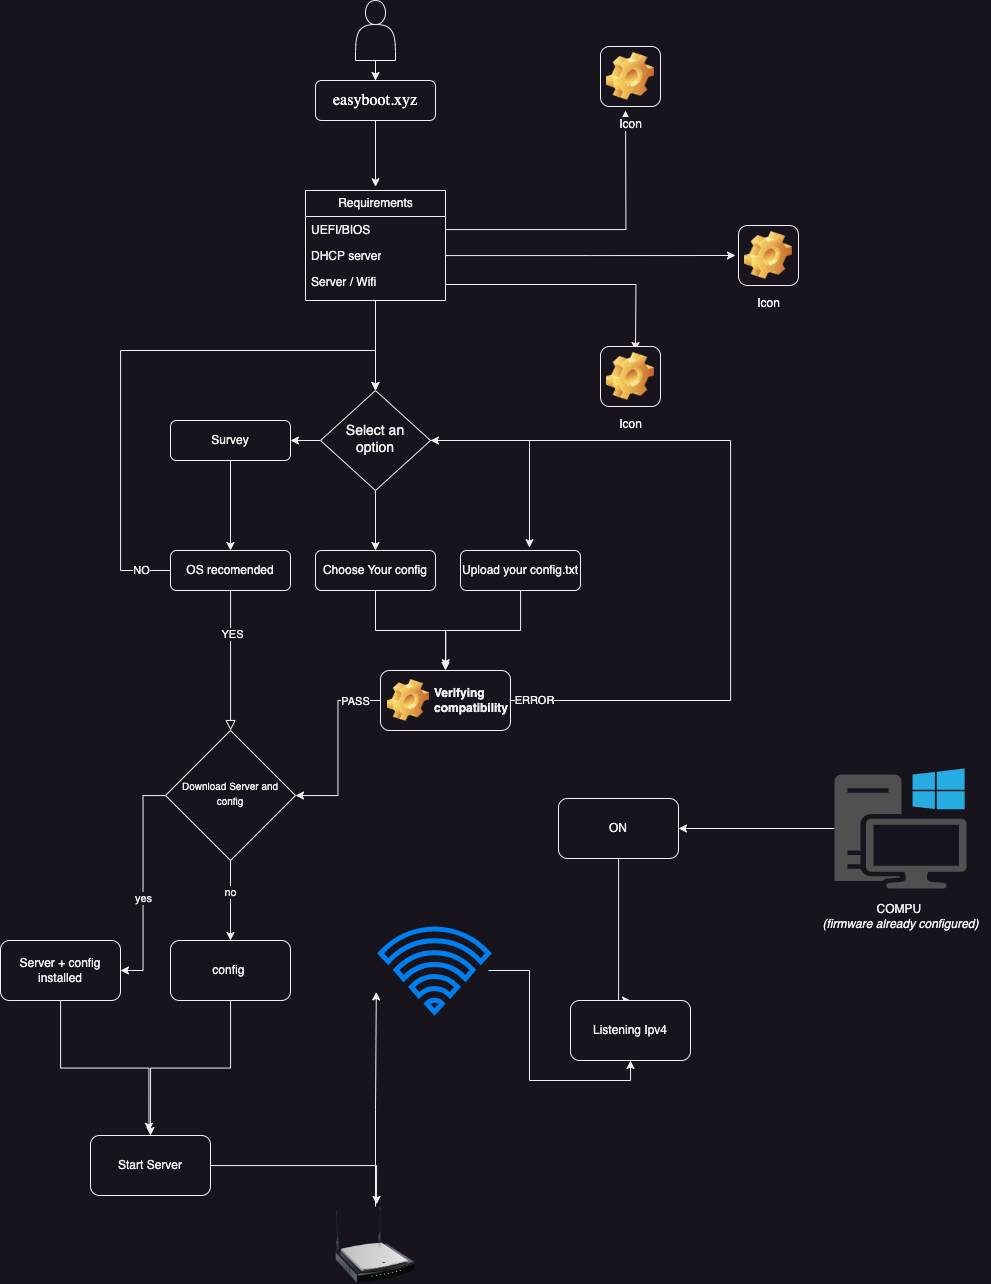 easyboot.xyz
Icon
Requirements
UEFI/BIOS
DHCP server
Server / Wifi
Icon
Icon
Select an
option
Survey
NO
OS recomended
Choose Your config
Upload your config.txt
YES
PASS
Verifying
compatibility
ERROR
Download Server and
config
ON
yes
no
COMPU
(firmware already configured)
Server + config
installed
config
Listening Ipv4
Start Server